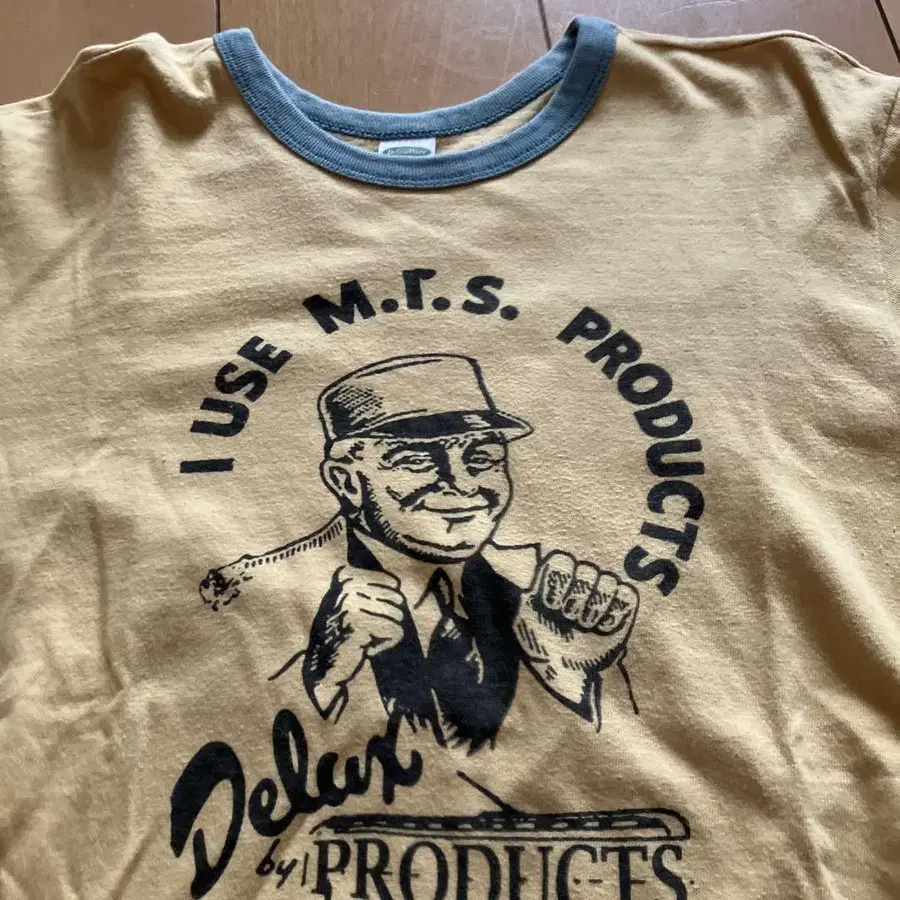 I USE M.r.s. PRODUCTS
Delux
by PRODUCTS